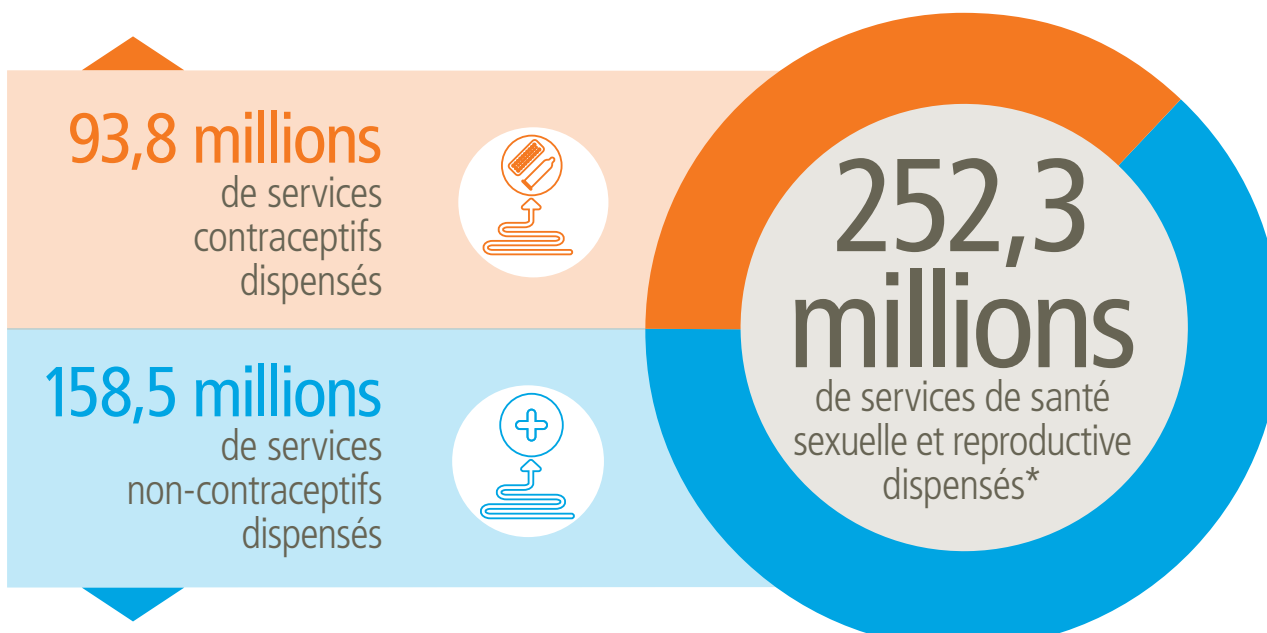 93,8 millions
de services
contraceptifs
dispensés
158,5 millions
de services
non-contraceptifs
dispensés
252,3
millions
de services de santé
sexuelle et reproductive
dispensés*